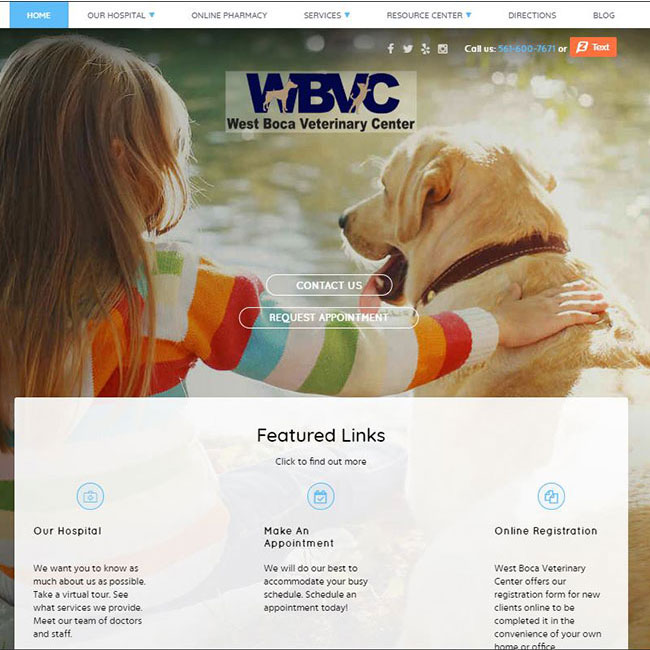 HOME OUR HOSPITAL ONLINE PHARMACY SERVICES RESOURCE CENTER DIRECTIONS BLOG
Call us: 561-600-7671 or Text
WBVC
West Boca Veterinary Center
CONTACT US
REQUEST APPOINTMENT
Featured Links
Click to find out more
Our Hospital
We want you to know as
much about us as possible.
Take a virtual tour. See
what services we provide.
Meet our team of doctors
and staff.
Make An
Appointment
We will do our best to
accommodate your busy
schedule. Schedule an
appointment today!
Online Registration
West Boca Veterinary
Center offers our
registration form for new
clients online to be
completed it in the
convenience of your own
home or office.